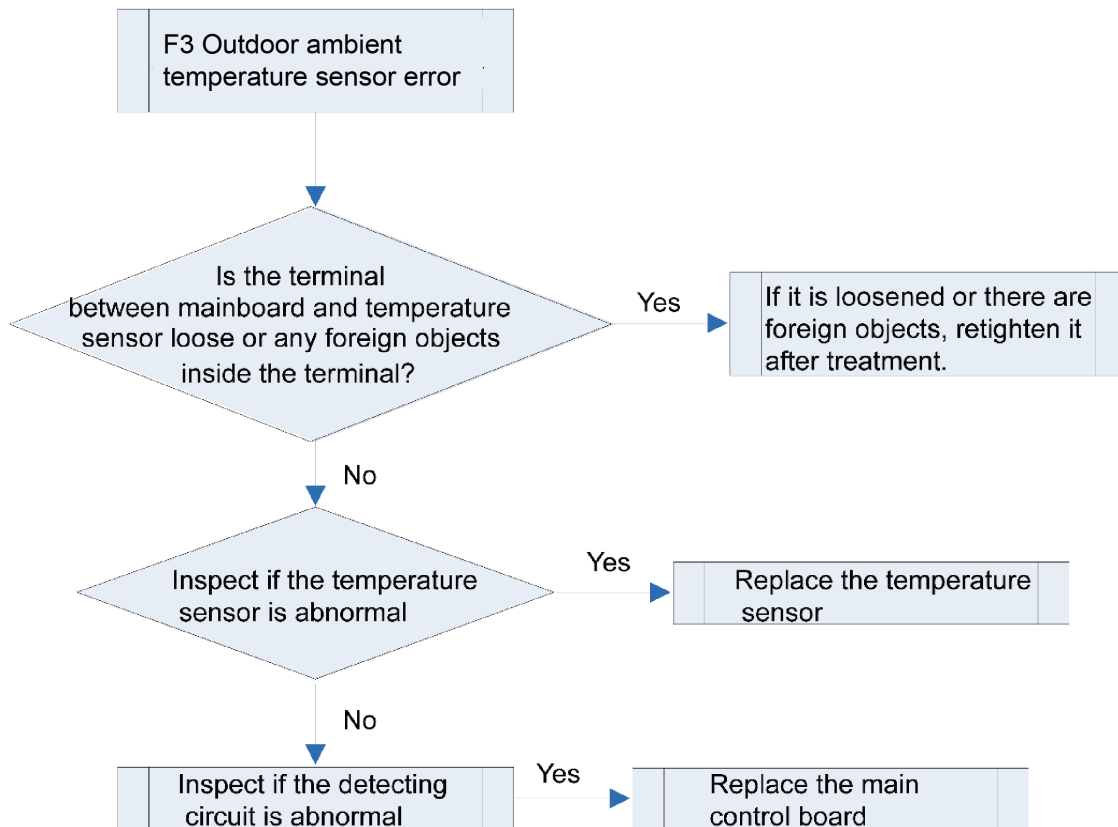 F3 Outdoor ambient
temperature sensor error
Is the terminal
between mainboard and temperature
sensor loose or any foreign objects
inside the terminal?
Yes
If it is loosened or there are
foreign objects, retighten it
after treatment.
No
Inspect if the temperature
sensor is abnormal
Yes
Replace the temperature
sensor
No
Inspect if the detecting
circuit is abnormal
Yes
Replace the main
control board